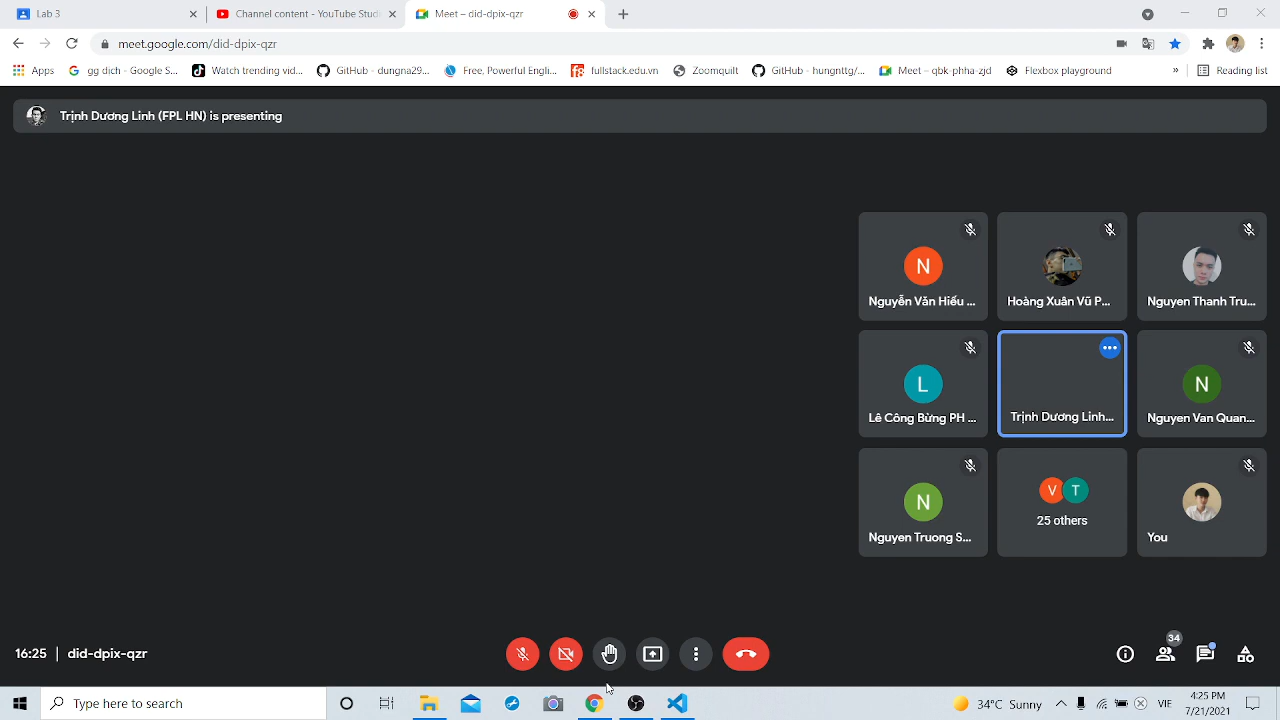 Lab 3
Channel content - YouTube Stud
Meet – did-dpix-qzr
meet.google.com/did-dpix-qzr
Apps
gg dich - Google S...
Watch trending vid...
GitHub - dungna29...
Free, Powerful Engli...
fullstack.edu.vn
Zoomvuiit
GitHub - hungnttg/...
Meet – qbk-phha-zjd
Flexbox playground
»
Reading list
Trịnh Dương Linh (FPL HN) is presenting
N
Nguyễn Văn Hiếu ...
Hoàng Xuân Vũ P...
Nguyen Thanh Tru...
L
Lê Công Bừng PH ...
Trịnh Dương Linh...
N
Nguyen Van Quan...
N
Nguyen Truong S...
V T
25 others
You
16:25 | did-dpix-qzr
34
Type here to search
34°C Sunny
VIE
4:25 PM
7/21/2021